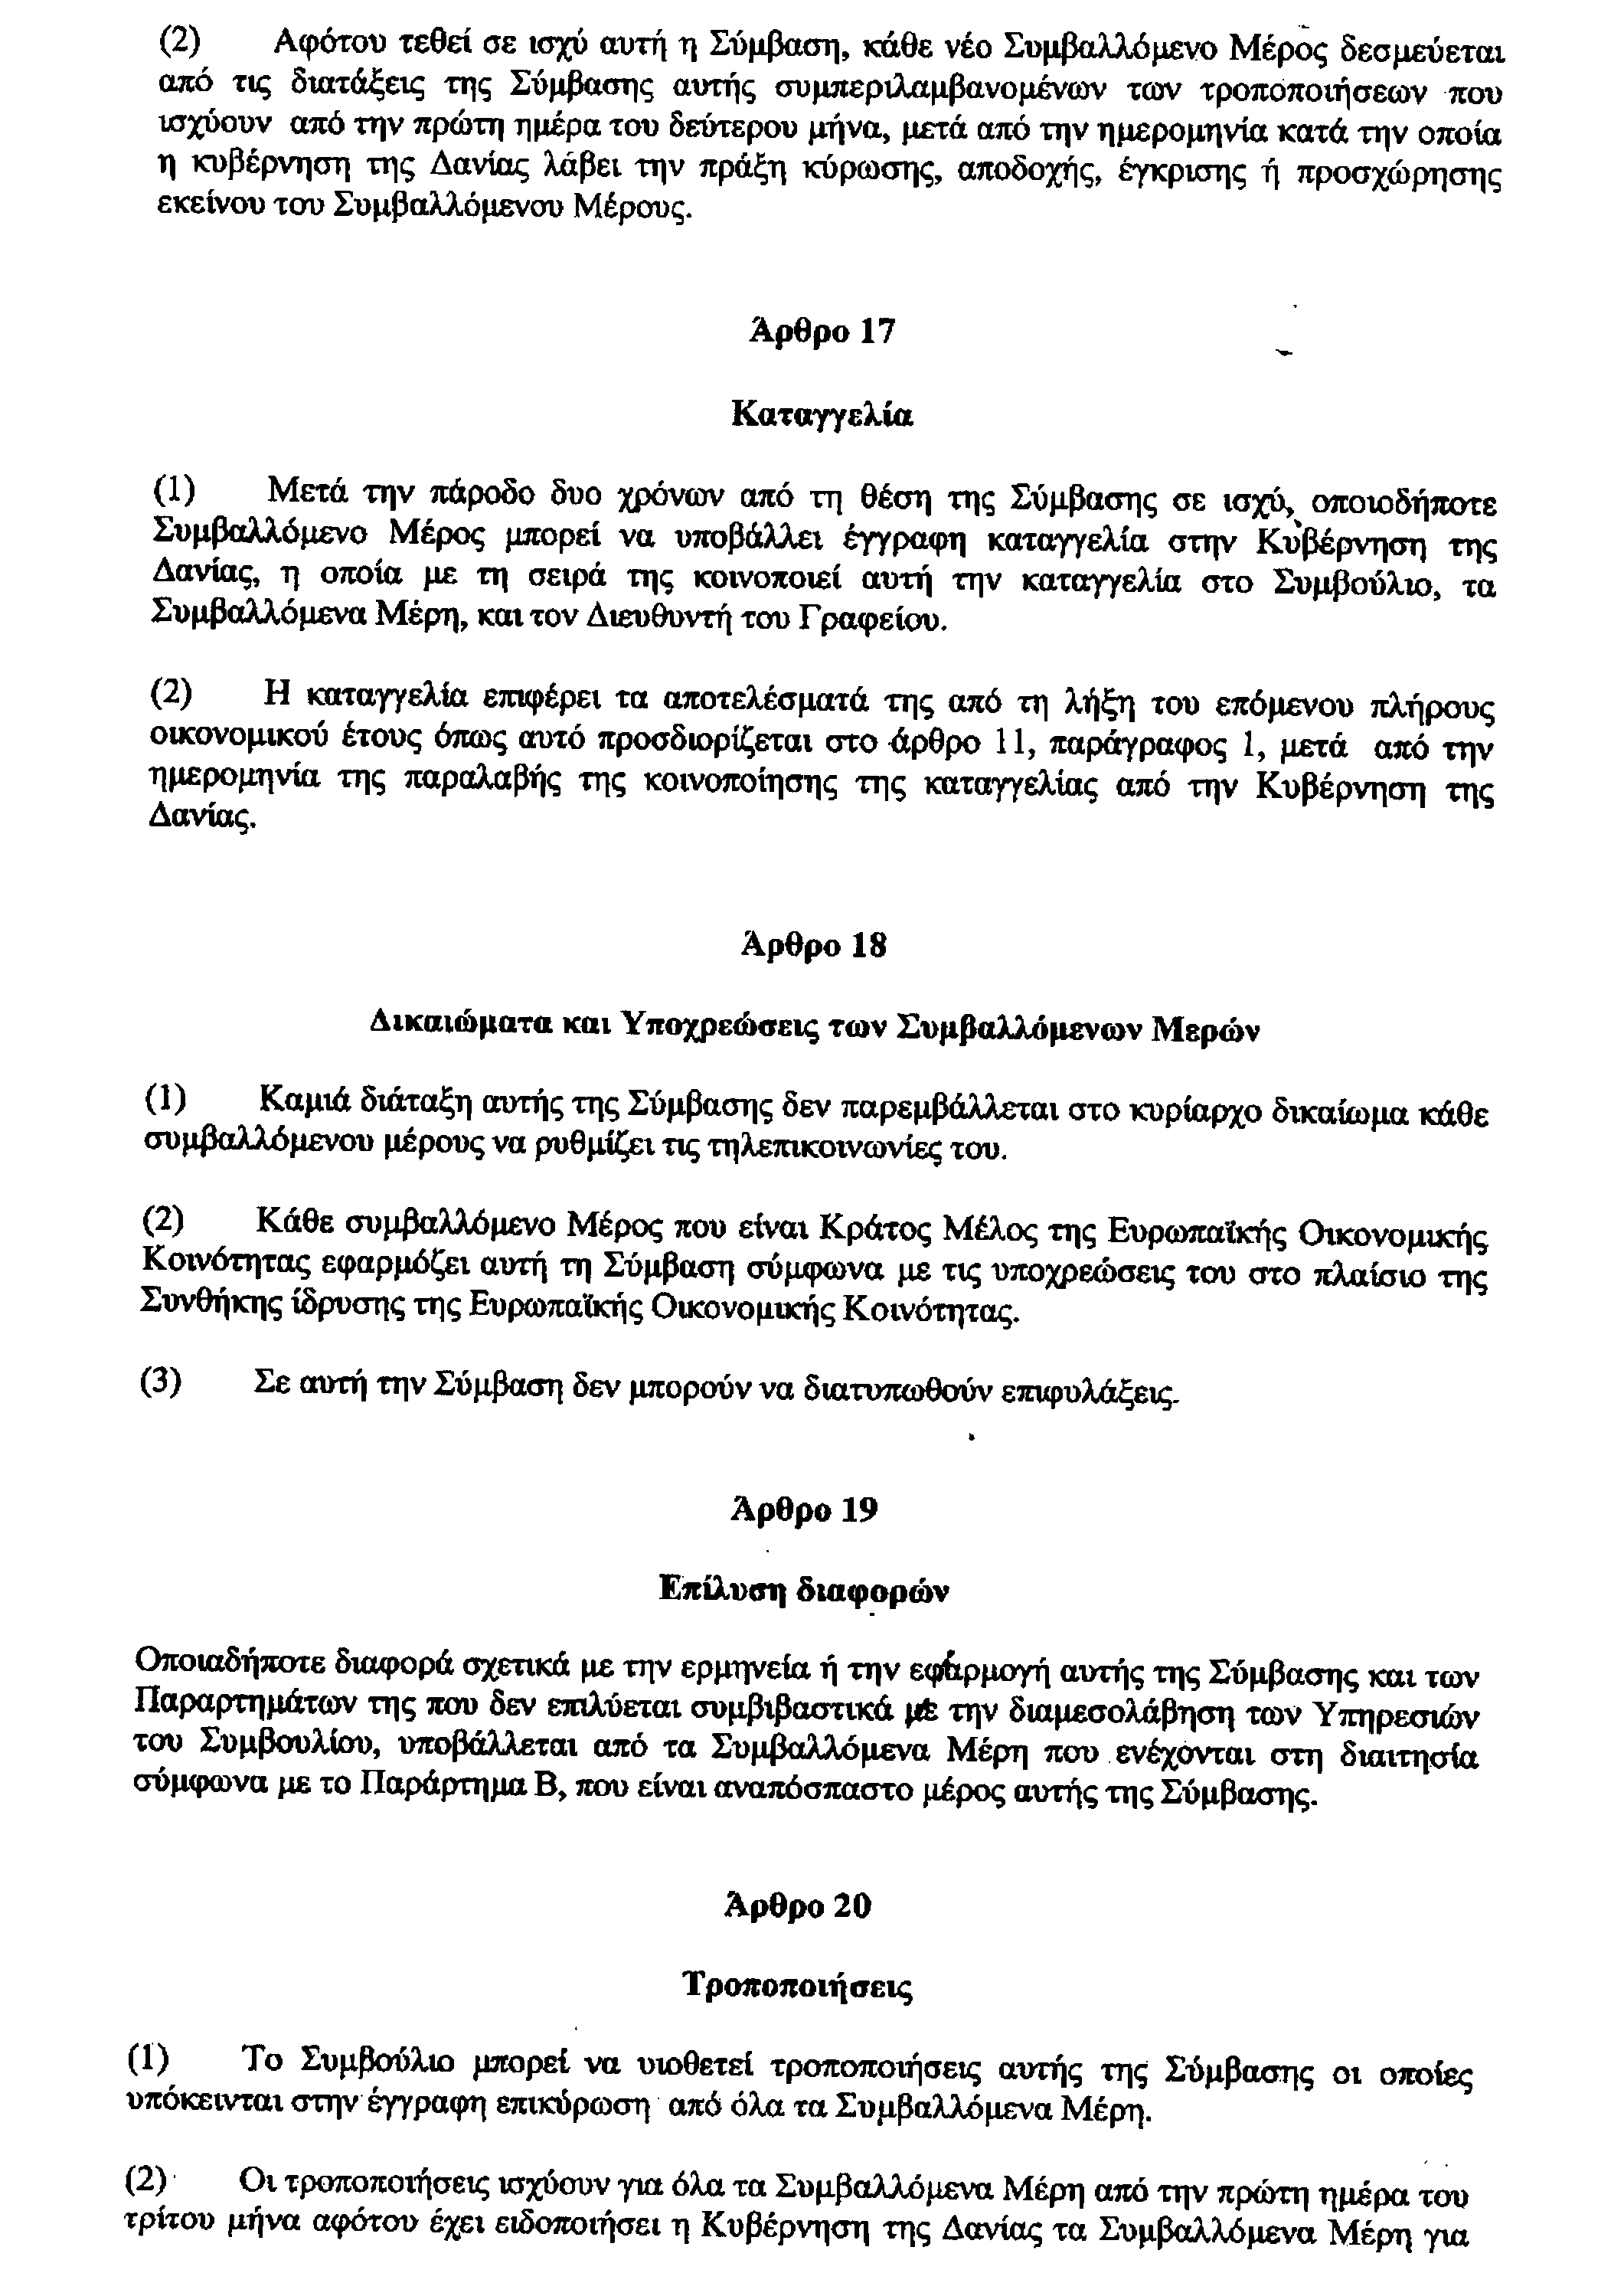 (2) Αφότου τεθεί σε ισχύ αυτή η Σύμβαση, κάθε νέο Συμβαλλόμενο Μέρος δεσμεύεται
από τις διατάξεις της Σύμβασης αυτής συμπεριλαμβανομένων των τροποποιήσεων που
ισχύουν από την πρώτη ημέρα του δεύτερου μήνα, μετά από την ημερομηνία κατά την οποία
η κυβέρνηση της Δανίας λάβει την πράξη κύρωσης, αποδοχής, έγκρισης ή προσχώρησης
εκείνου του Συμβαλλόμενου Μέρους.
Άρθρο 17
Καταγγελία
(1) Μετά την πάροδο δυο χρόνων από τη θέση της Σύμβασης σε ισχύ, οποιοδήποτε
Συμβαλλόμενο Μέρος μπορεί να υποβάλλει έγγραφη καταγγελία στην Κυβέρνηση της
Δανίας, η οποία με τη σειρά της κοινοποιεί αυτή την καταγγελία στο Συμβούλιο, τα
Συμβαλλόμενα Μέρη, και τον Διευθυντή του Γραφείου.
(2) Η καταγγελία επιφέρει τα αποτελέσματά της από τη λήξη του επόμενου πλήρους
οικονομικού έτους όπως αυτό προσδιορίζεται στο άρθρο 11, παράγραφος 1, μετά από την
ημερομηνία της παραλαβής της κοινοποίησης της καταγγελίας από την Κυβέρνηση της
Δανίας.
Άρθρο 18
Δικαιώματα και Υποχρεώσεις των Συμβαλλόμενων Μερών
(1) Καμιά διάταξη αυτής της Σύμβασης δεν παρεμβάλλεται στο κυρίαρχο δικαίωμα κάθε
συμβαλλόμενου μέρους να ρυθμίζει τις τηλεπικοινωνίες του.
(2) Κάθε συμβαλλόμενο Μέρος που είναι Κράτος Μέλος της Ευρωπαϊκής Οικονομικής
Κοινότητας εφαρμόζει αυτή τη Σύμβαση σύμφωνα με τις υποχρεώσεις του στο πλαίσιο της
Συνθήκης ίδρυσης της Ευρωπαϊκής Οικονομικής Κοινότητας.
(3) Σε αυτή την Σύμβαση δεν μπορούν να διατυπωθούν επιφυλάξεις.
Άρθρο 19
Επίλυση διαφορών
Οποιαδήποτε διαφορά σχετικά με την ερμηνεία ή την εφαρμογή αυτής της Σύμβασης και των
Παραρτημάτων της που δεν επιλύεται συμβιβαστικά με την διαμεσολάβηση των Υπηρεσιών
του Συμβουλίου, υποβάλλεται από τα Συμβαλλόμενα Μέρη που ενέχονται στη διαιτησία
σύμφωνα με το Παράρτημα Β, που είναι αναπόσπαστο μέρος αυτής της Σύμβασης.
Άρθρο 20
Τροποποιήσεις
(1) Το Συμβούλιο μπορεί να υιοθετεί τροποποιήσεις αυτής της Σύμβασης οι οποίες
υπόκεινται στην έγγραφη επικύρωση από όλα τα Συμβαλλόμενα Μέρη.
(2) Οι τροποποιήσεις ισχύουν για όλα τα Συμβαλλόμενα Μέρη από την πρώτη ημέρα του
τρίτου μήνα αφότου έχει ειδοποιήσει η Κυβέρνηση της Δανίας τα Συμβαλλόμενα Μέρη για